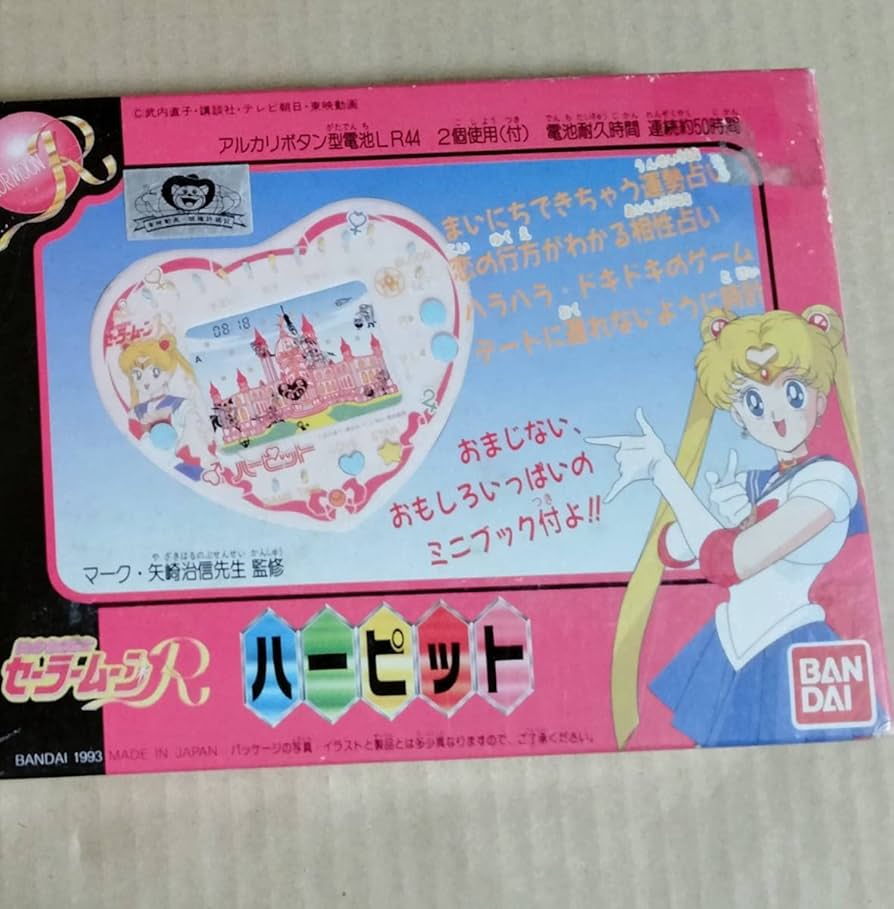 ©武内直子・講談社・テレビ朝日・東映動画
アルカリボタン型電池LR44 2個使用(付) 電池耐久時間 連続約50時間
R
まいにちできちゃう運勢占い
恋の行方がわかる相性占い
ハラハラ・ドキドキのゲーム
デートに遅れないように時計
08 18
A
セーラームーンR
ハーピット
おまじない、
おもしろいっぱいの
ミニブック付よ!!
マーク・矢崎治信先生 監修
セーラームーンR
ハーピット
BAN
DAI
BANDAI 1993 MADE IN JAPAN パッケージの写真 イラストと製品とは多少異なりますので、ご了承ください。